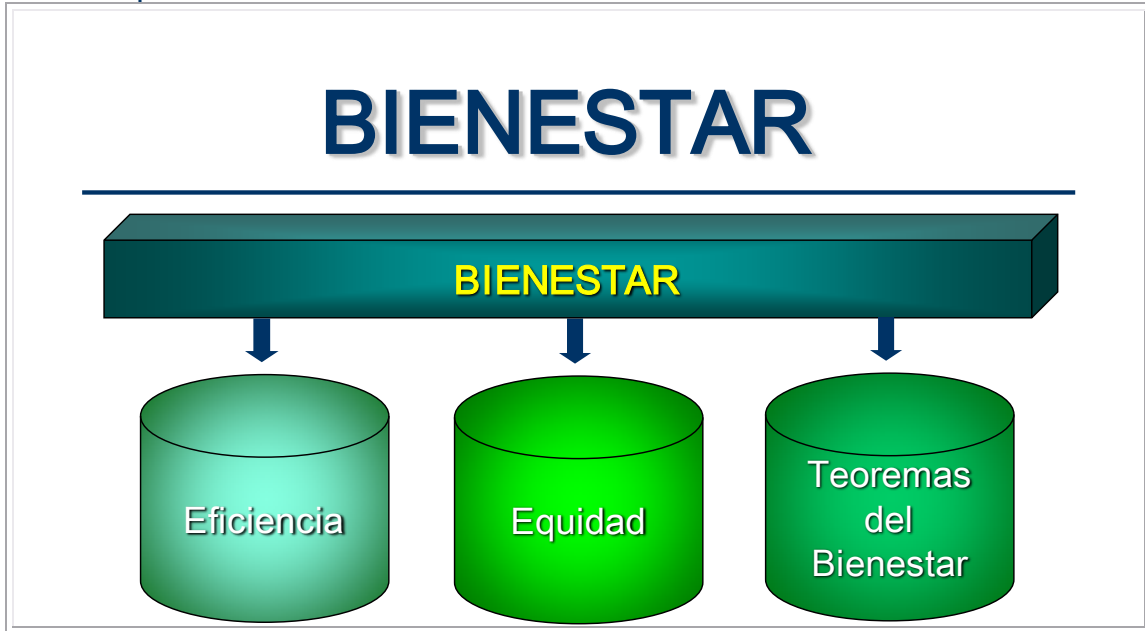 BIENESTAR
BIENESTAR
Eficiencia
Equidad
Teoremas
del
Bienestar